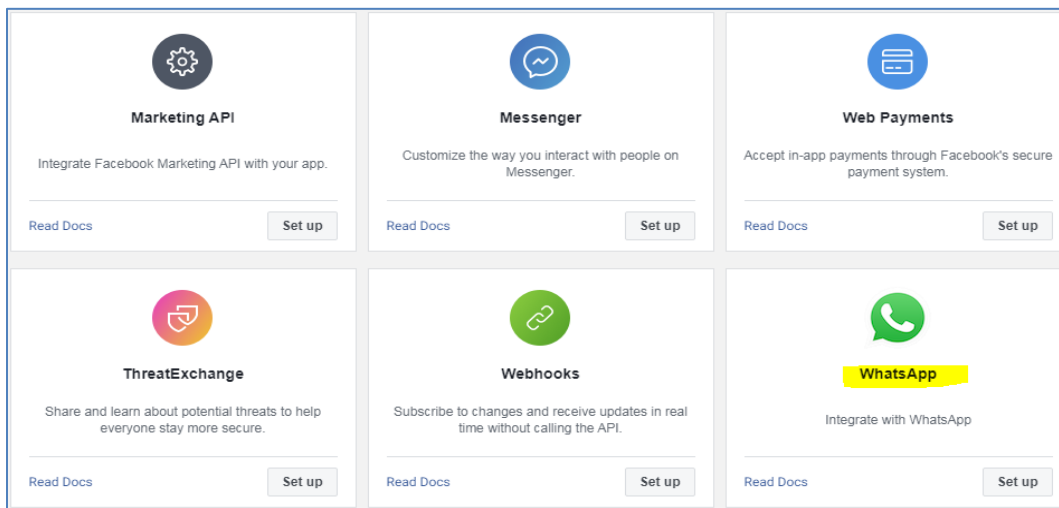 Marketing API
Integrate Facebook Marketing API with your app.
Read Docs
Set up
Messenger
Customize the way you interact with people on
Messenger.
Read Docs
Set up
Web Payments
Accept in-app payments through Facebook's secure
payment system.
Read Docs
Set up
ThreatExchange
Share and learn about potential threats to help
everyone stay more secure.
Read Docs
Set up
Webhooks
Subscribe to changes and receive updates in real
time without calling the API.
Read Docs
Set up
WhatsApp
Integrate with WhatsApp
Read Docs
Set up